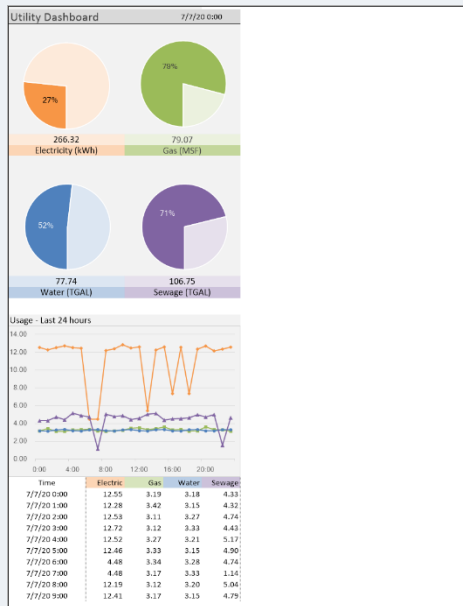 Utility Dashboard 7/7/20 0:00
27% 78%
266.32 79.07
Electricity (kWh) Gas (MSF)
52% 71%
77.74 106.75
Water (TGAL) Sewage (TGAL)
Usage - Last 24 hours
14.00
12.00
10.00
8.00
6.00
4.00
2.00
0.00
0:00 4:00 8:00 12:00 16:00 20:00
Time Electric Gas Water Sewage
7/7/20 0:00 12.55 3.19 3.18 4.33
7/7/20 1:00 12.28 3.42 3.15 4.32
7/7/20 2:00 12.53 3.11 3.27 4.74
7/7/20 3:00 12.72 3.12 3.33 4.43
7/7/20 4:00 12.52 3.27 3.21 5.17
7/7/20 5:00 12.46 3.33 3.15 4.90
7/7/20 6:00 4.48 3.34 3.28 4.74
7/7/20 7:00 4.48 3.17 3.33 1.14
7/7/20 8:00 12.19 3.12 3.20 5.04
7/7/20 9:00 12.41 3.17 3.15 4.79